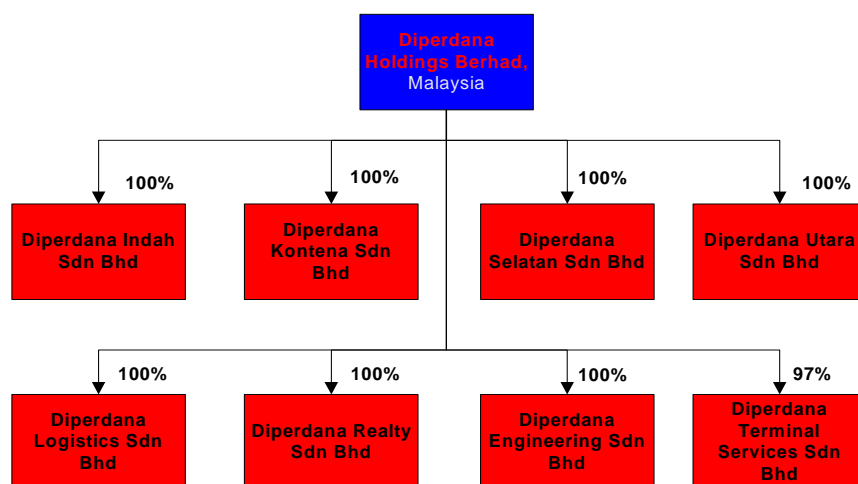 Diperdana
Holdings Berhad,
Malaysia
100%
100%
100%
100%
Diperdana Indah
Sdn Bhd
Diperdana
Kontena Sdn
Bhd
Diperdana
Selatan Sdn Bhd
Diperdana Utara
Sdn Bhd
100%
100%
100%
97%
Diperdana
Logistics Sdn
Bhd
Diperdana Realty
Sdn Bhd
Diperdana
Engineering Sdn
Bhd
Diperdana
Terminal
Services Sdn
Bhd